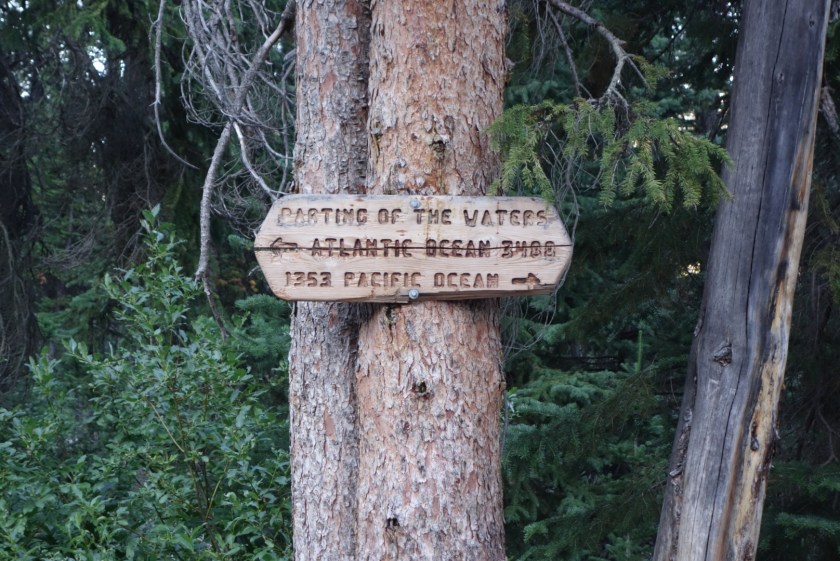 PARTING OF THE WATERS
← ATLANTIC OCEAN 3488
1353 PACIFIC OCEAN →